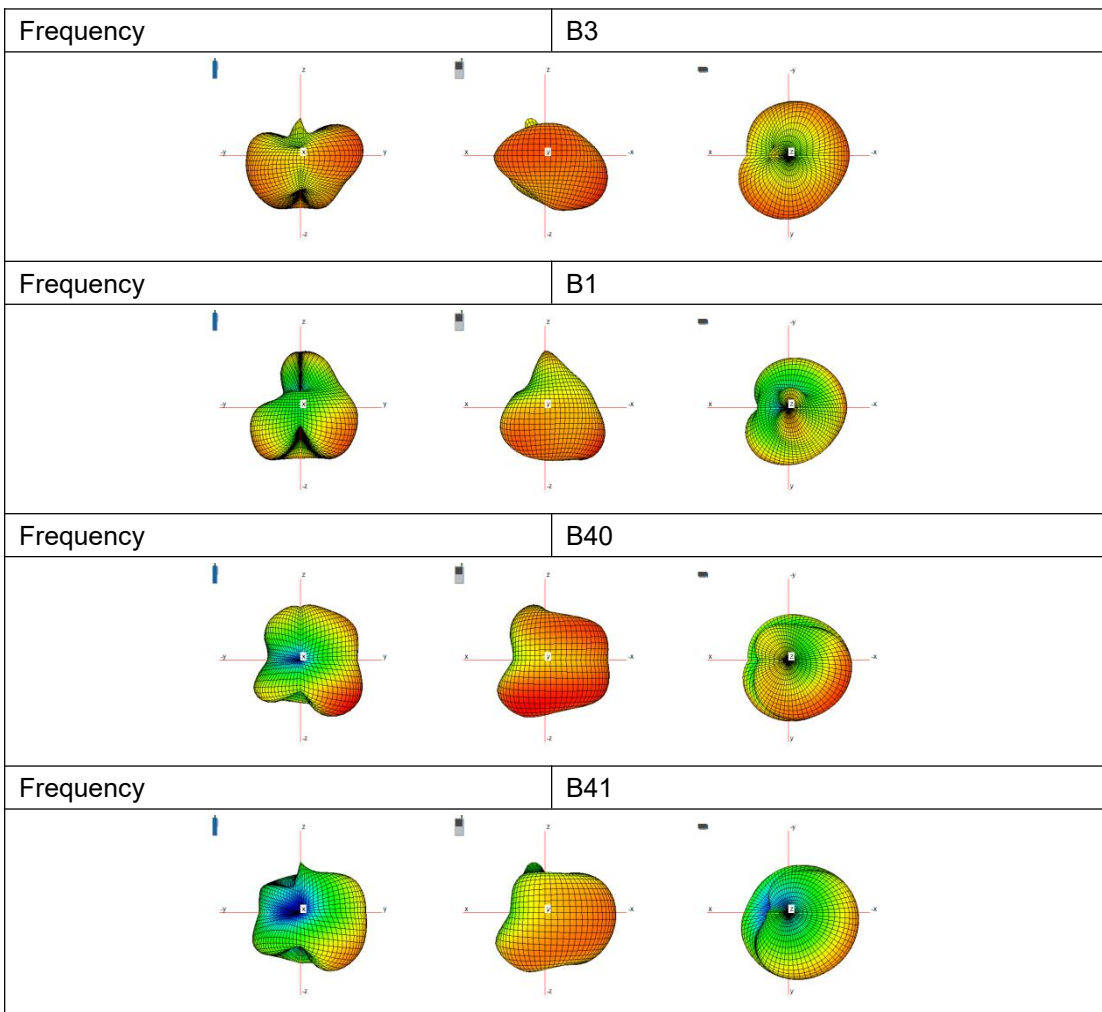 Frequency B3
z z -y
-y x y x y -x x z -x
-z -z y
Frequency B1
z z -y
-y x y x y -x x z -x
-z -z y
Frequency B40
z z -y
-y x y x y -x x z -x
-z -z y
Frequency B41
z z -y
-y x y x y -x x z -x
-z -z y